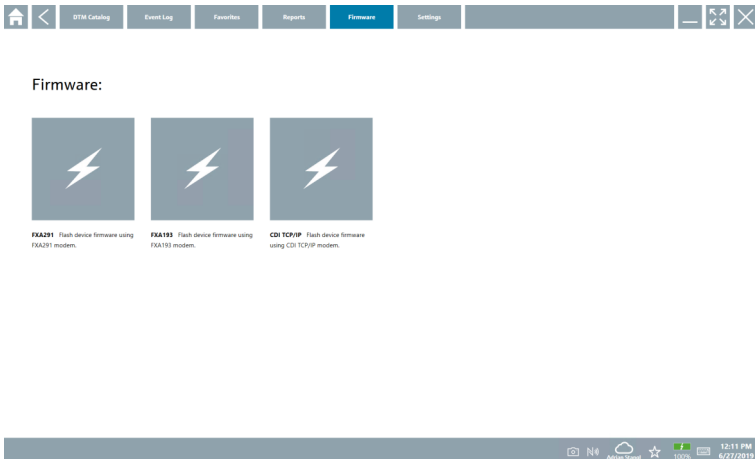 DTM Catalog
Event Log
Favorites
Reports
Firmware
Settings
Firmware:
FXA291 Flash device firmware using
FXA291 modem.
FXA193 Flash device firmware using
FXA193 modem.
CDI TCP/IP Flash device firmware
using CDI TCP/IP modem.
100%
12:11 PM
6/27/2019